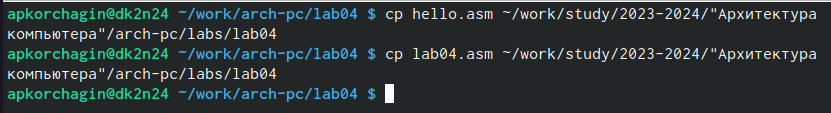 apkorchagin@dk2n24 ~/work/arch-pc/lab04 $ cp hello.asm ~/work/study/2023-2024/"Архитектура
компьютера"/arch-pc/labs/lab04
apkorchagin@dk2n24 ~/work/arch-pc/lab04 $ cp lab04.asm ~/work/study/2023-2024/"Архитектура
компьютера"/arch-pc/labs/lab04
apkorchagin@dk2n24 ~/work/arch-pc/lab04 $